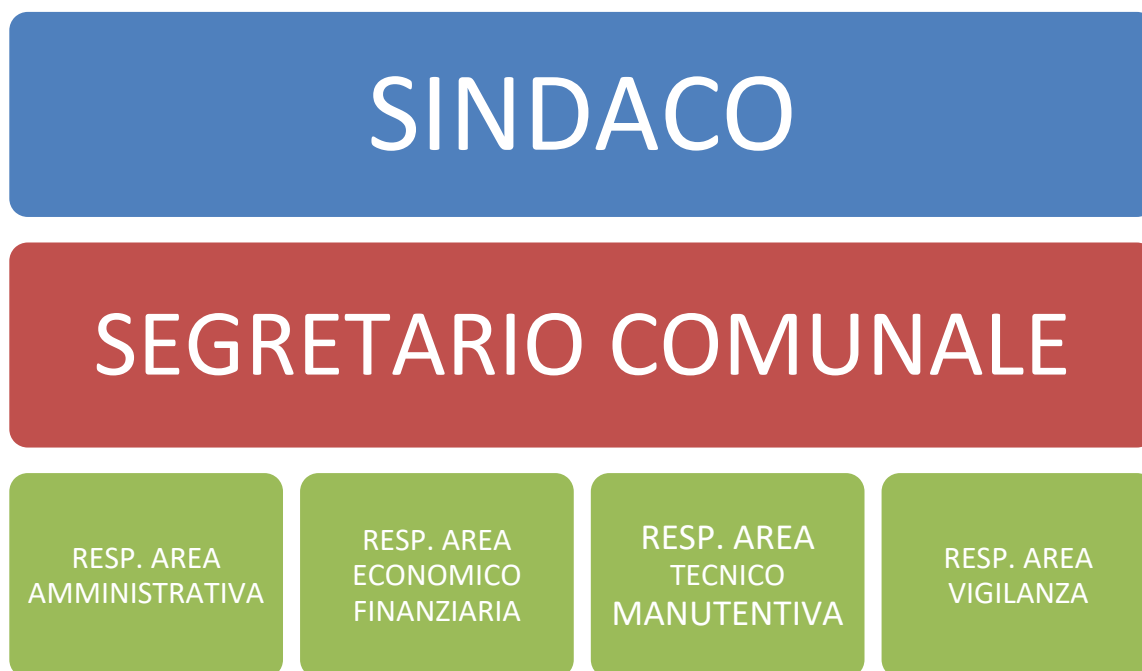 SINDACO
SEGRETARIO COMUNALE
RESP. AREA
AMMINISTRATIVA
RESP. AREA
ECONOMICO
FINANZIARIA
RESP. AREA
TECNICO
MANUTENTIVA
RESP. AREA
VIGILANZA